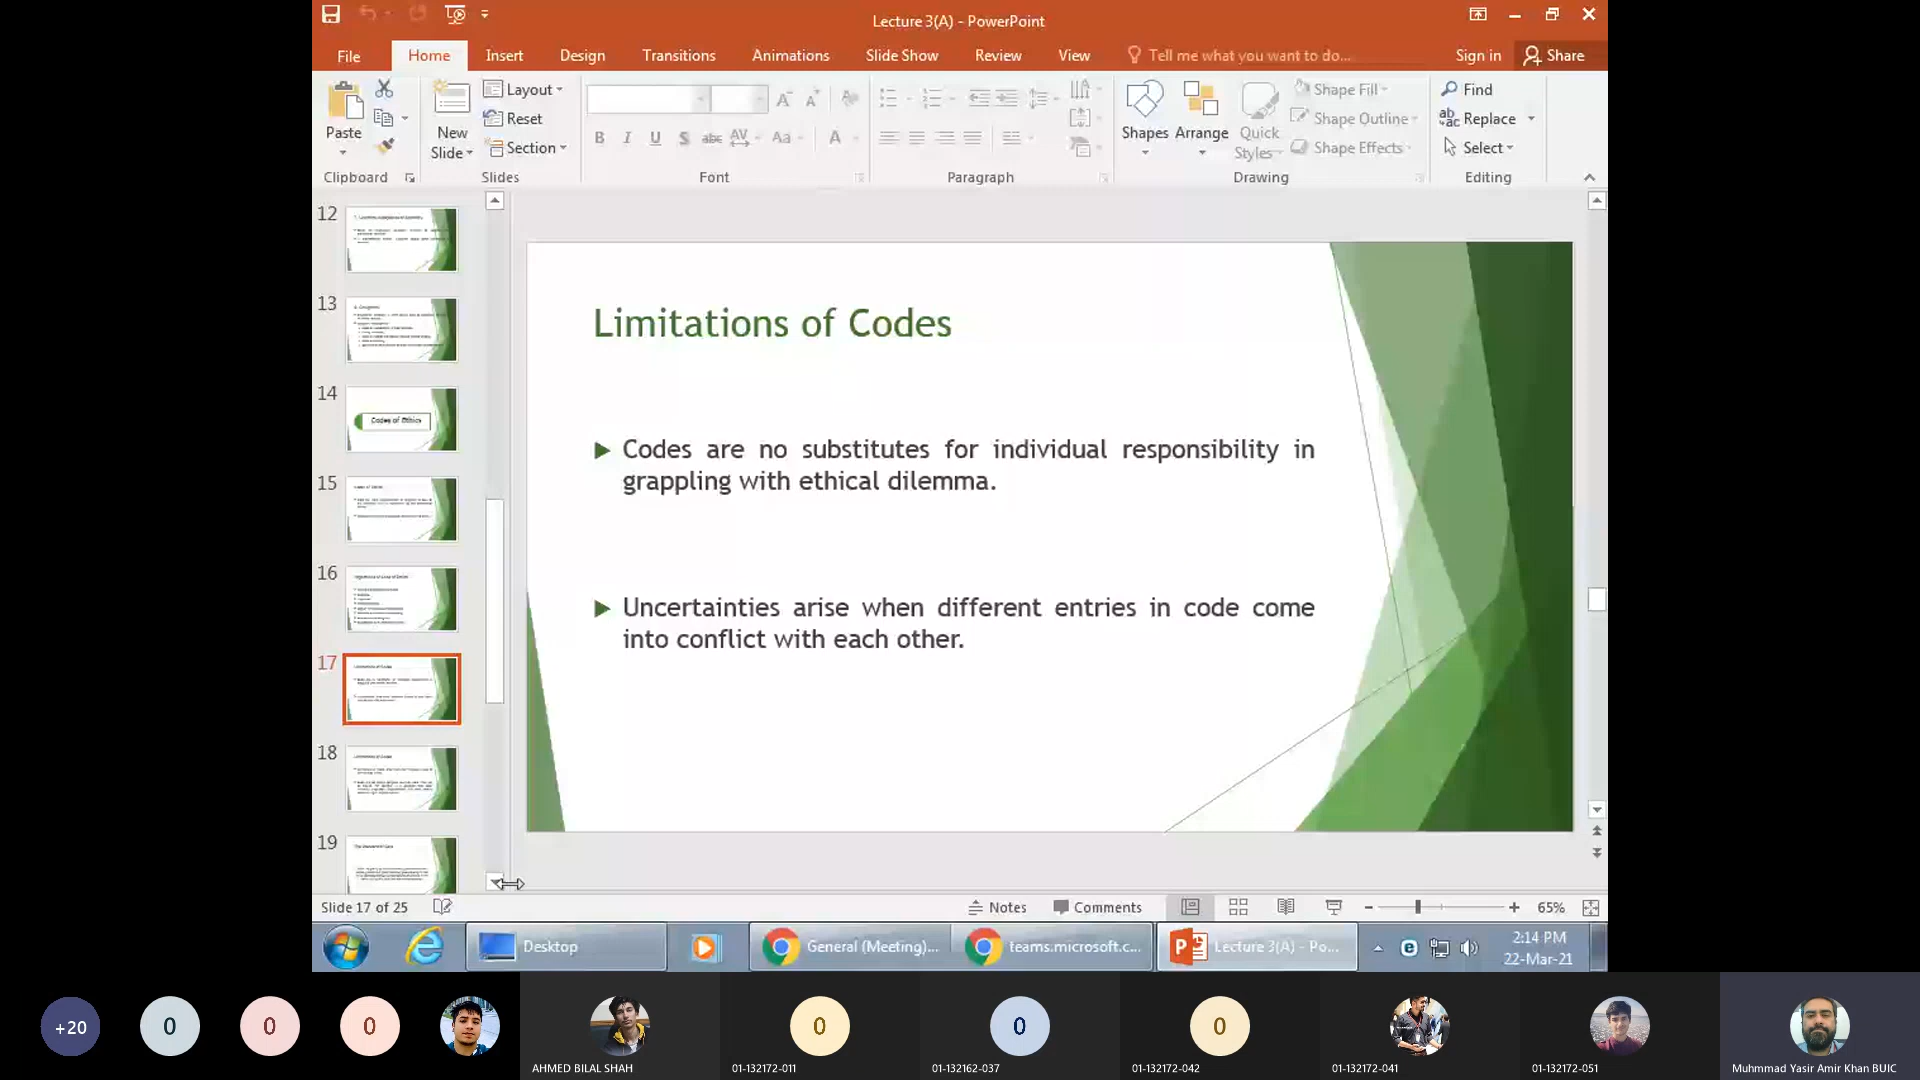 Lecture 3(A) - PowerPoint
File Home Insert Design Transitions Animations Slide Show Review View Tell me what you want to do... Sign in Share
Paste
Clipboard
New
Slide
Layout
Reset
Section
Slides
B I U S abc AV Aa A
Font
Paragraph
Shapes Arrange Quick
Styles
Shape Fill
Shape Outline
Shape Effects
Drawing
Find
Replace
Select
Editing
12
13
14
Codes of Ethics
15
16
17
18
19
Limitations of Codes
Codes are no substitutes for individual responsibility in
grappling with ethical dilemma.
Uncertainties arise when different entries in code come
into conflict with each other.
Slide 17 of 25 Notes Comments 65%
Desktop General (Meeting)... teams.microsoft.c... Lecture 3(A) - Po... 2:14 PM
22-Mar-21
+20 0 0 0 0 0 0
AHMED BILAL SHAH 01-132172-011 01-132162-037 01-132172-042 01-132172-041 01-132172-051 Muhmmad Yasir Amir Khan BUIC